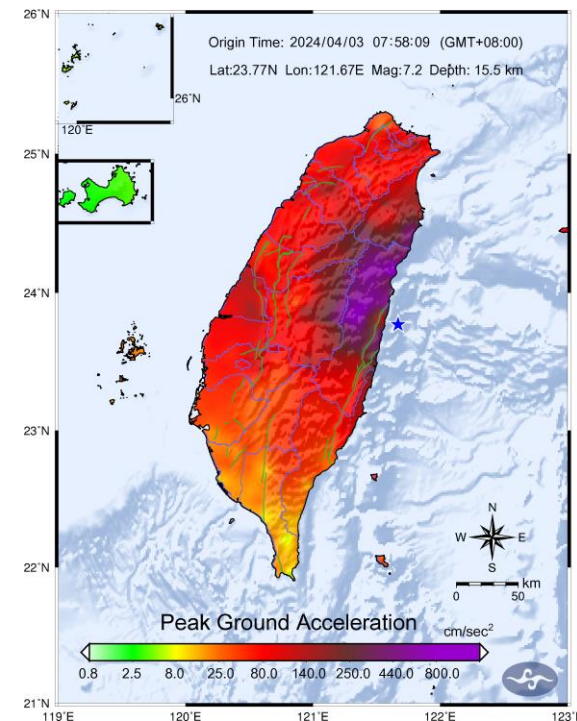 26°N
Origin Time: 2024/04/03 07:58:09 (GMT+08:00)
Lat:23.77N Lon:121.67E Mag:7.2 Depth: 15.5 km
26°N
120°E
25°N
24°N
23°N
22°N
21°N
N
W E
S
km
0 50
Peak Ground Acceleration
cm/sec²
0.8 2.5 8.0 25.0 80.0 140.0 250.0 440.0 800.0
119°E 120°E 121°E 122°E 123°E